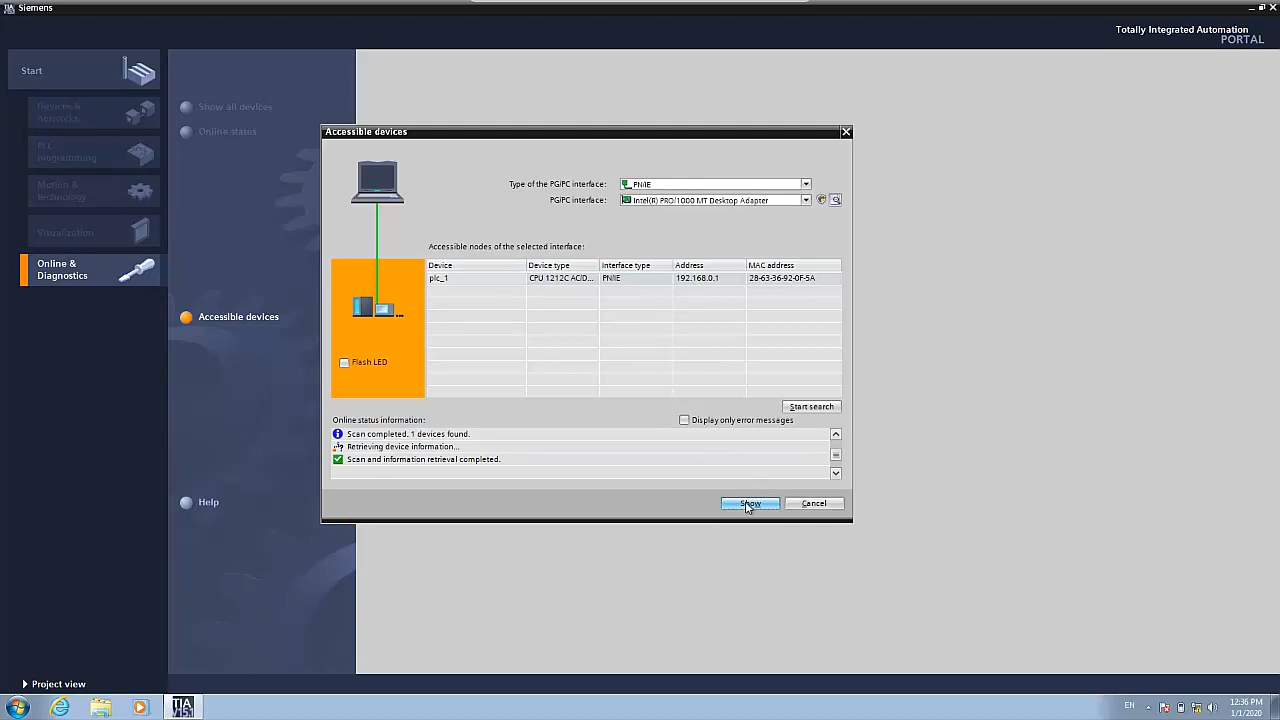 Siemens
Totally Integrated Automation
PORTAL
Start
Devices &
Networks
PLC
programming
Motion &
technology
Visualization
Online &
Diagnostics
Show all devices
Online status
Accessible devices
Help
Accessible devices
Type of the PG/PC interface:
PN/IE
PG/PC interface:
Intel(R) PRO/1000 MT Desktop Adapter
Accessible nodes of the selected interface:
Device Device type Interface type Address MAC address
plc_1 CPU 1212C AC/D... PN/IE 192.168.0.1 28-63-36-92-0F-5A
Flash LED
Start search
Online status information:
Display only error messages
Scan completed. 1 devices found.
Retrieving device information...
Scan and information retrieval completed.
Show
Cancel
Project view
TIA
V15.1
EN
12:36 PM
1/1/2020